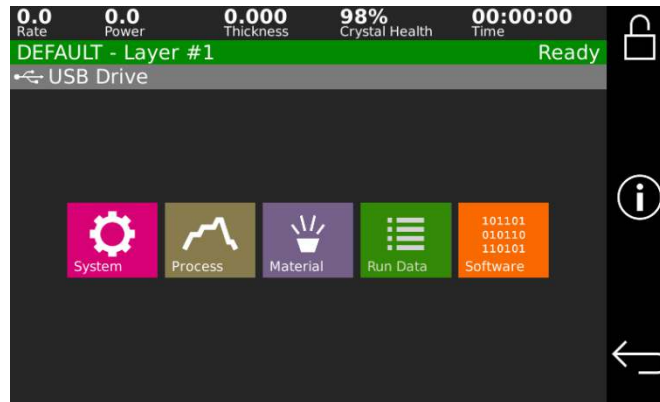 0.0 0.0 0.000 98% 00:00:00
Rate Power Thickness Crystal Health Time
DEFAULT - Layer #1 Ready
USB Drive
101101
010110
110101
System Process Material Run Data Software